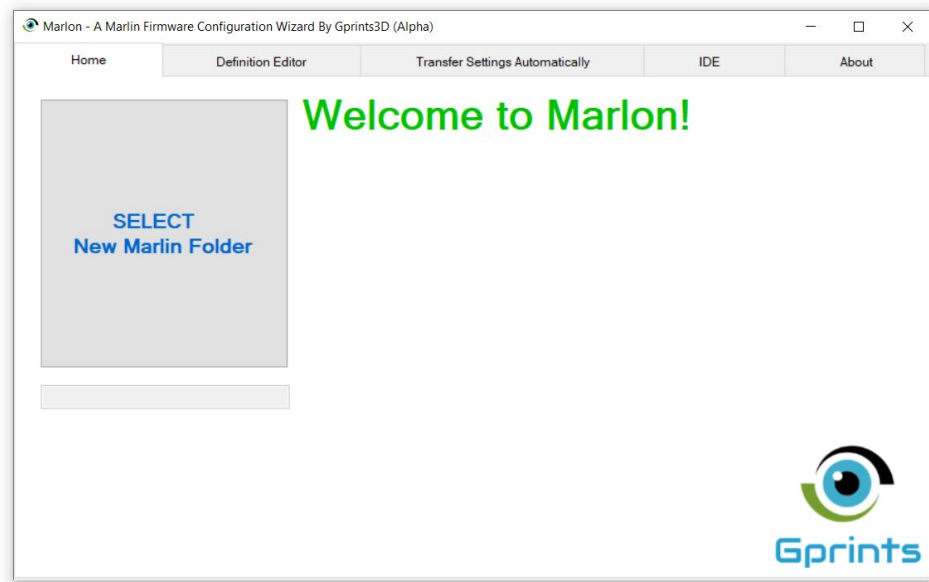 Marlon - A Marlin Firmware Configuration Wizard By Gprints3D (Alpha)
Home
Definition Editor
Transfer Settings Automatically
IDE
About
Welcome to Marlon!
SELECT
New Marlin Folder
Gprints